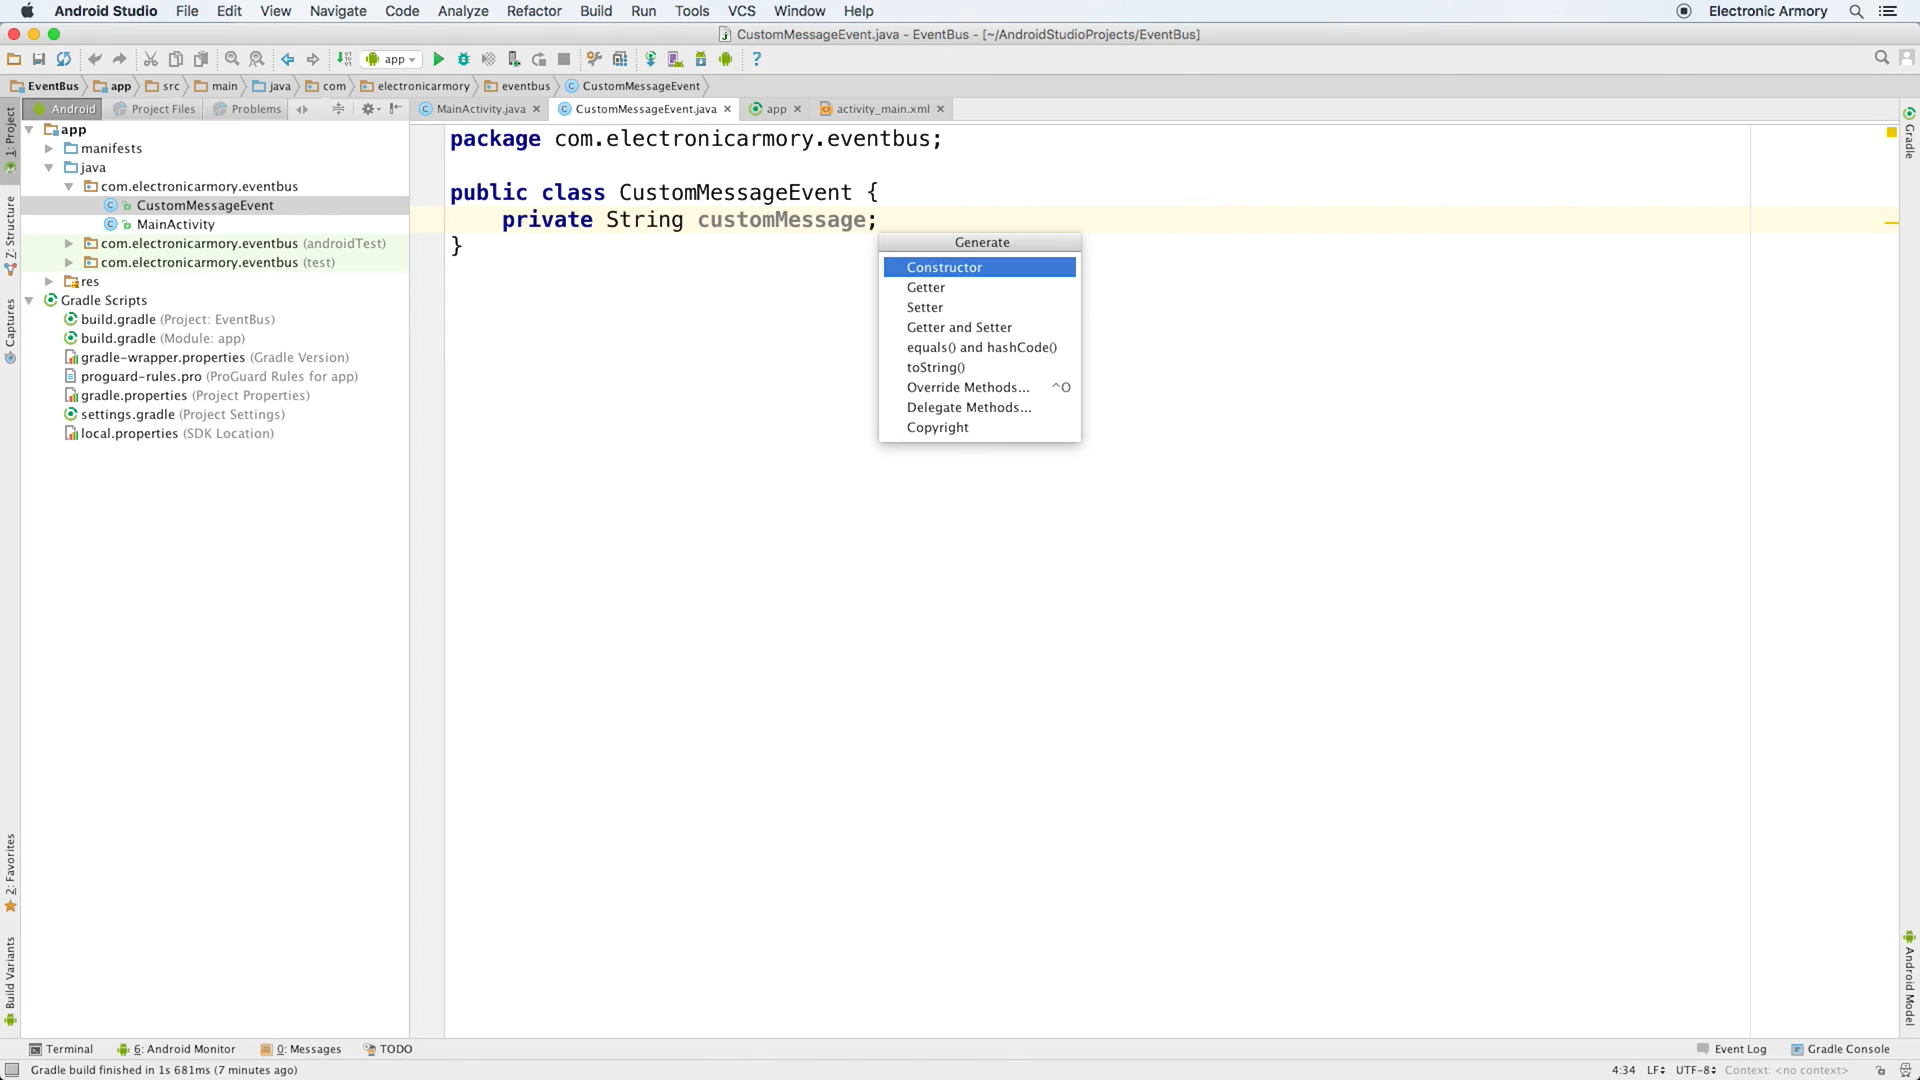 Android Studio File Edit View Navigate Code Analyze Refactor Build Run Tools VCS Window Help Electronic Armory
CustomMessageEvent.java - EventBus - [~/AndroidStudioProjects/EventBus]
app
EventBus app src main java com electronicarmory eventbus CustomMessageEvent
Android Project Files Problems MainActivity.java CustomMessageEvent.java app activity_main.xml
1: Project
Z: Structure
Captures
2: Favorites
Build Variants
app
manifests
java
com.electronicarmory.eventbus
CustomMessageEvent
MainActivity
com.electronicarmory.eventbus (androidTest)
com.electronicarmory.eventbus (test)
res
Gradle Scripts
build.gradle (Project: EventBus)
build.gradle (Module: app)
gradle-wrapper.properties (Gradle Version)
proguard-rules.pro (ProGuard Rules for app)
gradle.properties (Project Properties)
settings.gradle (Project Settings)
local.properties (SDK Location)
package com.electronicarmory.eventbus;
public class CustomMessageEvent {
private String customMessage;
}
Generate
Constructor
Getter
Setter
Getter and Setter
equals() and hashCode()
toString()
Override Methods... ^O
Delegate Methods...
Copyright
Gradle
Android Model
Terminal 6: Android Monitor 0: Messages TODO Event Log Gradle Console
Gradle build finished in 1s 681ms (7 minutes ago) 4:34 LF UTF-8 Context: <no context>